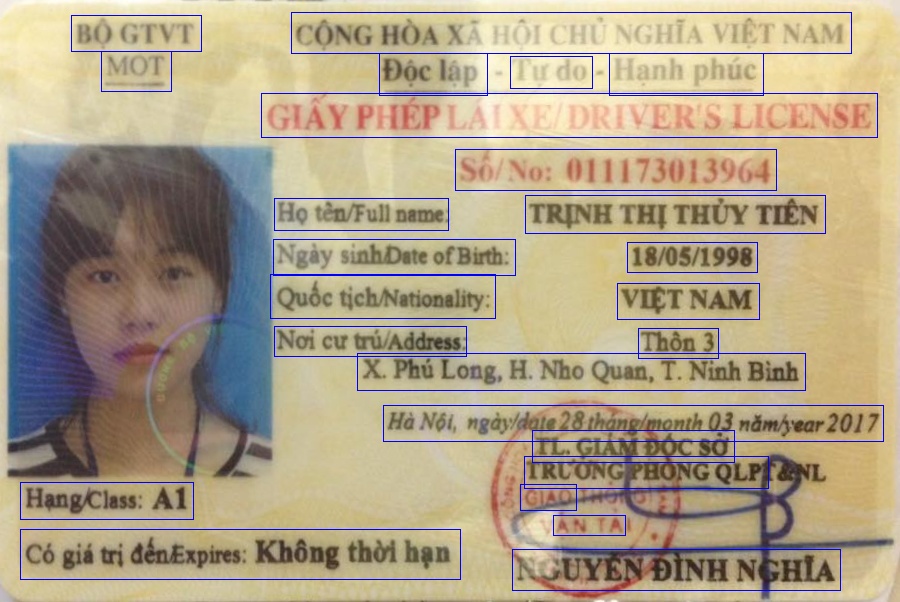 BỘ GTVT
CỘNG HÒA XÃ HỘI CHỦ NGHĨA VIỆT NAM
MOT
Độc lập - Tự do - Hạnh phúc
GIẤY PHÉP LÁI XE/DRIVER'S LICENSE
Số/No: 011173013964
Họ tên/Full name: TRỊNH THỊ THỦY TIÊN
Ngày sinh/Date of Birth: 18/05/1998
Quốc tịch/Nationality: VIỆT NAM
Nơi cư trú/Address: Thôn 3
X. Phú Long, H. Nho Quan, T. Ninh Bình
Hà Nội, ngày/date 28 tháng/month 03 năm/year 2017
TL. GIÁM ĐỐC SỞ
TRƯỞNG PHÒNG QLPT&NL
GIAO THÔNG
VẬN TẢI
Hạng/Class: A1
Có giá trị đến/Expires: Không thời hạn
NGUYỄN ĐÌNH NGHĨA